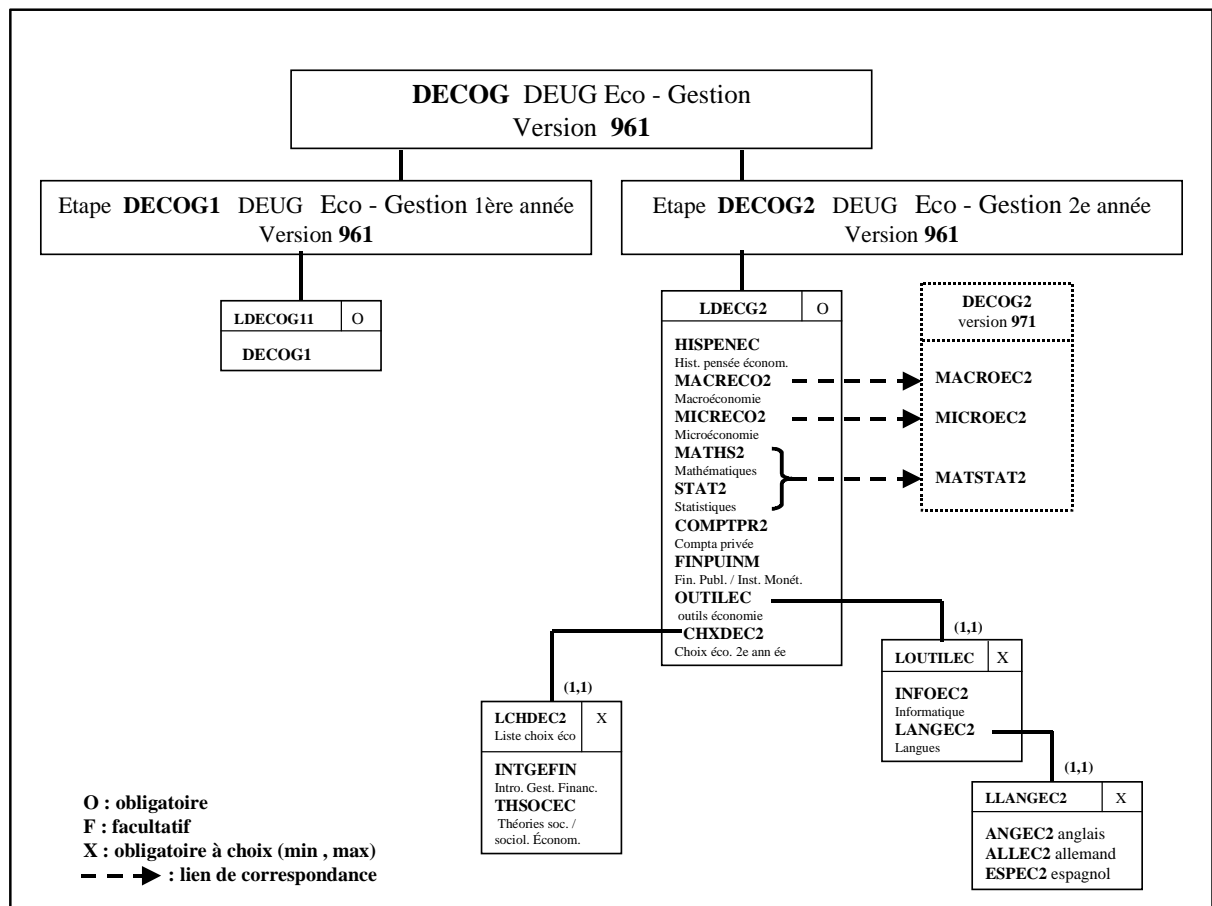 DECOG DEUG Eco - Gestion
Version 961
Etape DECOG1 DEUG Eco - Gestion 1ère année
Version 961
Etape DECOG2 DEUG Eco - Gestion 2e année
Version 961
LDECOG11 O
DECOG1
LDECG2 O
HISPENEC
Hist. pensée économ.
MACRECO2
Macroéconomie
MICRECO2
Microéconomie
MATHS2
Mathématiques
STAT2
Statistiques
COMPTPR2
Compta privée
FINPUINM
Fin. Publ. / Inst. Monét.
OUTILEC
outils économie
CHXDEC2
Choix éco. 2e ann ée
DECOG2
version 971
MACROEC2
MICROEC2
MATSTAT2
(1,1)
LCHDEC2 X
Liste choix éco
INTGEFIN
Intro. Gest. Financ.
THSOCEC
Théories soc. /
sociol. Économ.
(1,1)
LOUTILEC X
INFOEC2
Informatique
LANGEC2
Langues
(1,1)
LLANGEC2 X
ANGEC2 anglais
ALLEC2 allemand
ESPEC2 espagnol
O : obligatoire
F : facultatif
X : obligatoire à choix (min , max)
: lien de correspondance